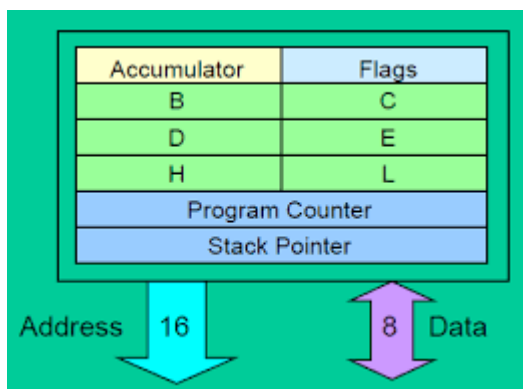 Accumulator Flags
B C
D E
H L
Program Counter
Stack Pointer
Address 16 8 Data